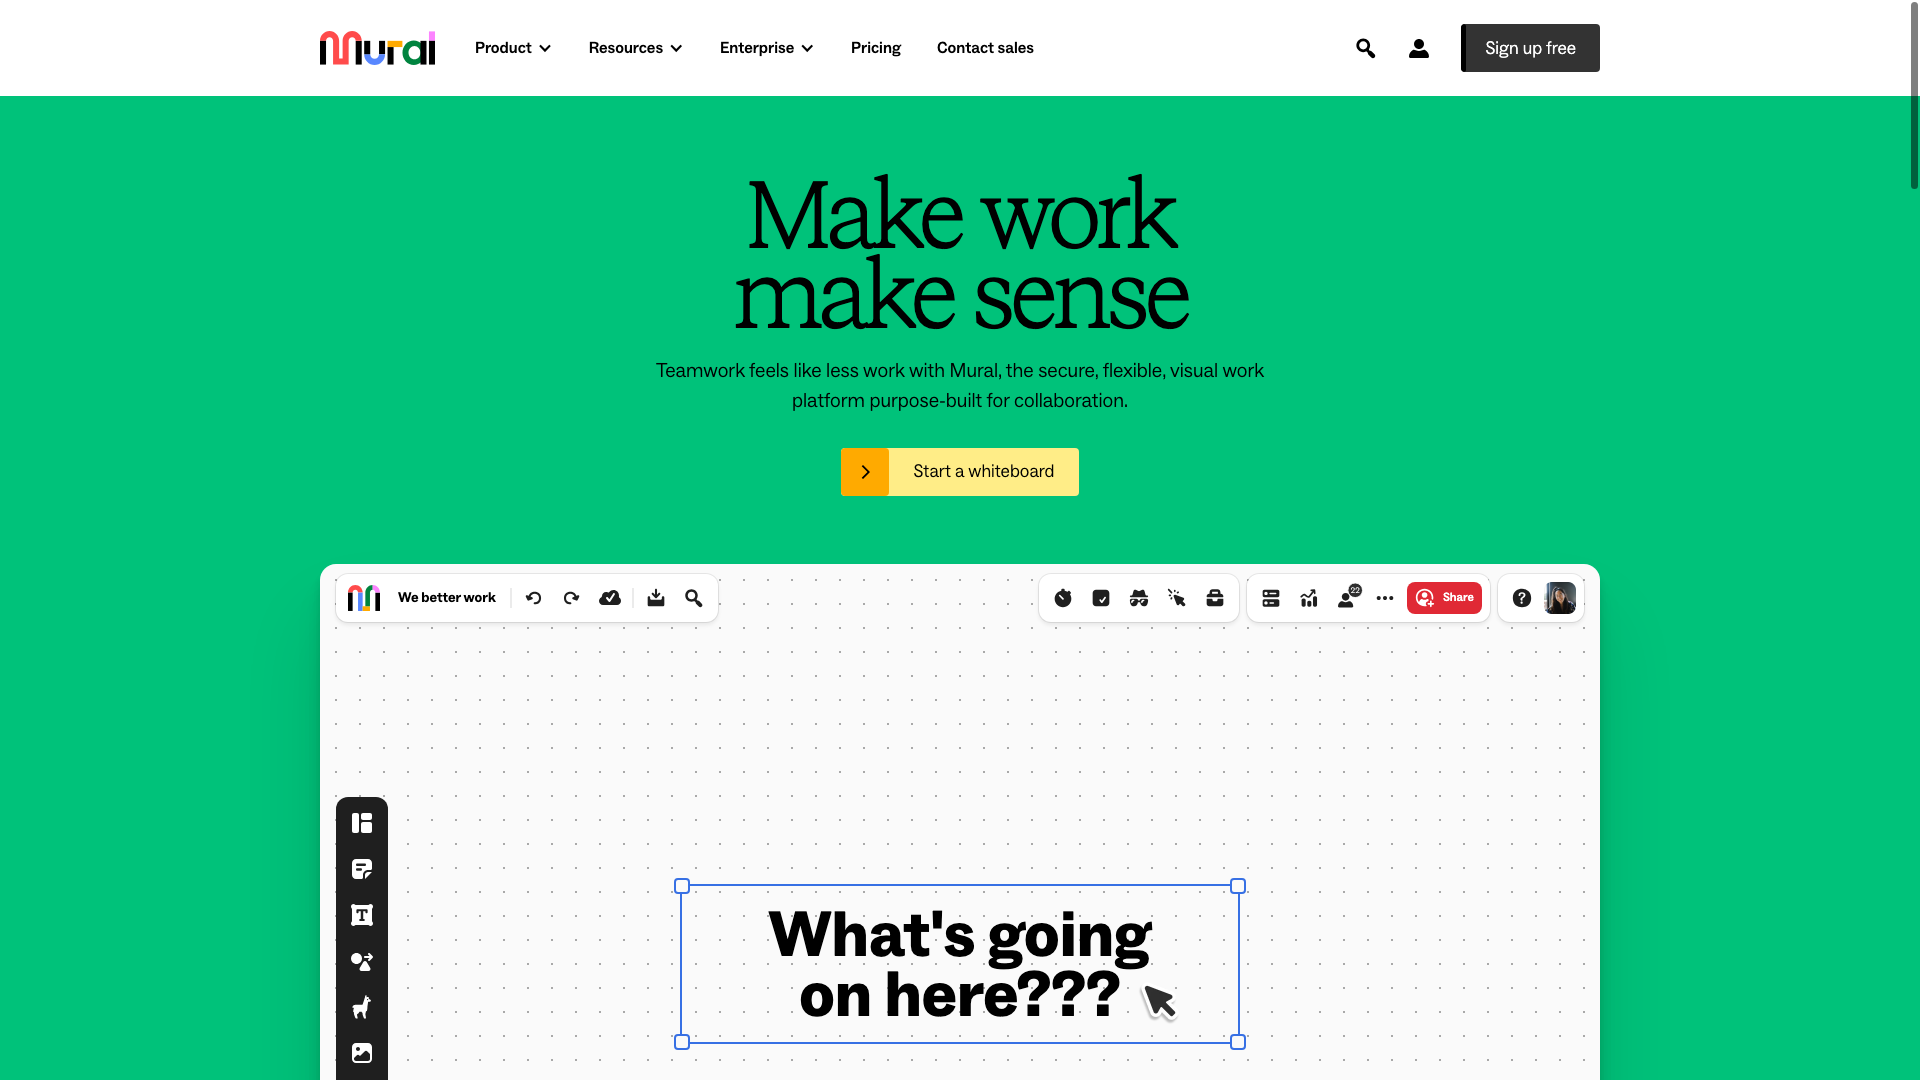 mural
Product
Resources
Enterprise
Pricing
Contact sales
Sign up free
Make work
make sense
Teamwork feels like less work with Mural, the secure, flexible, visual work
platform purpose-built for collaboration.
Start a whiteboard
We better work
22
Share
What's going
on here???